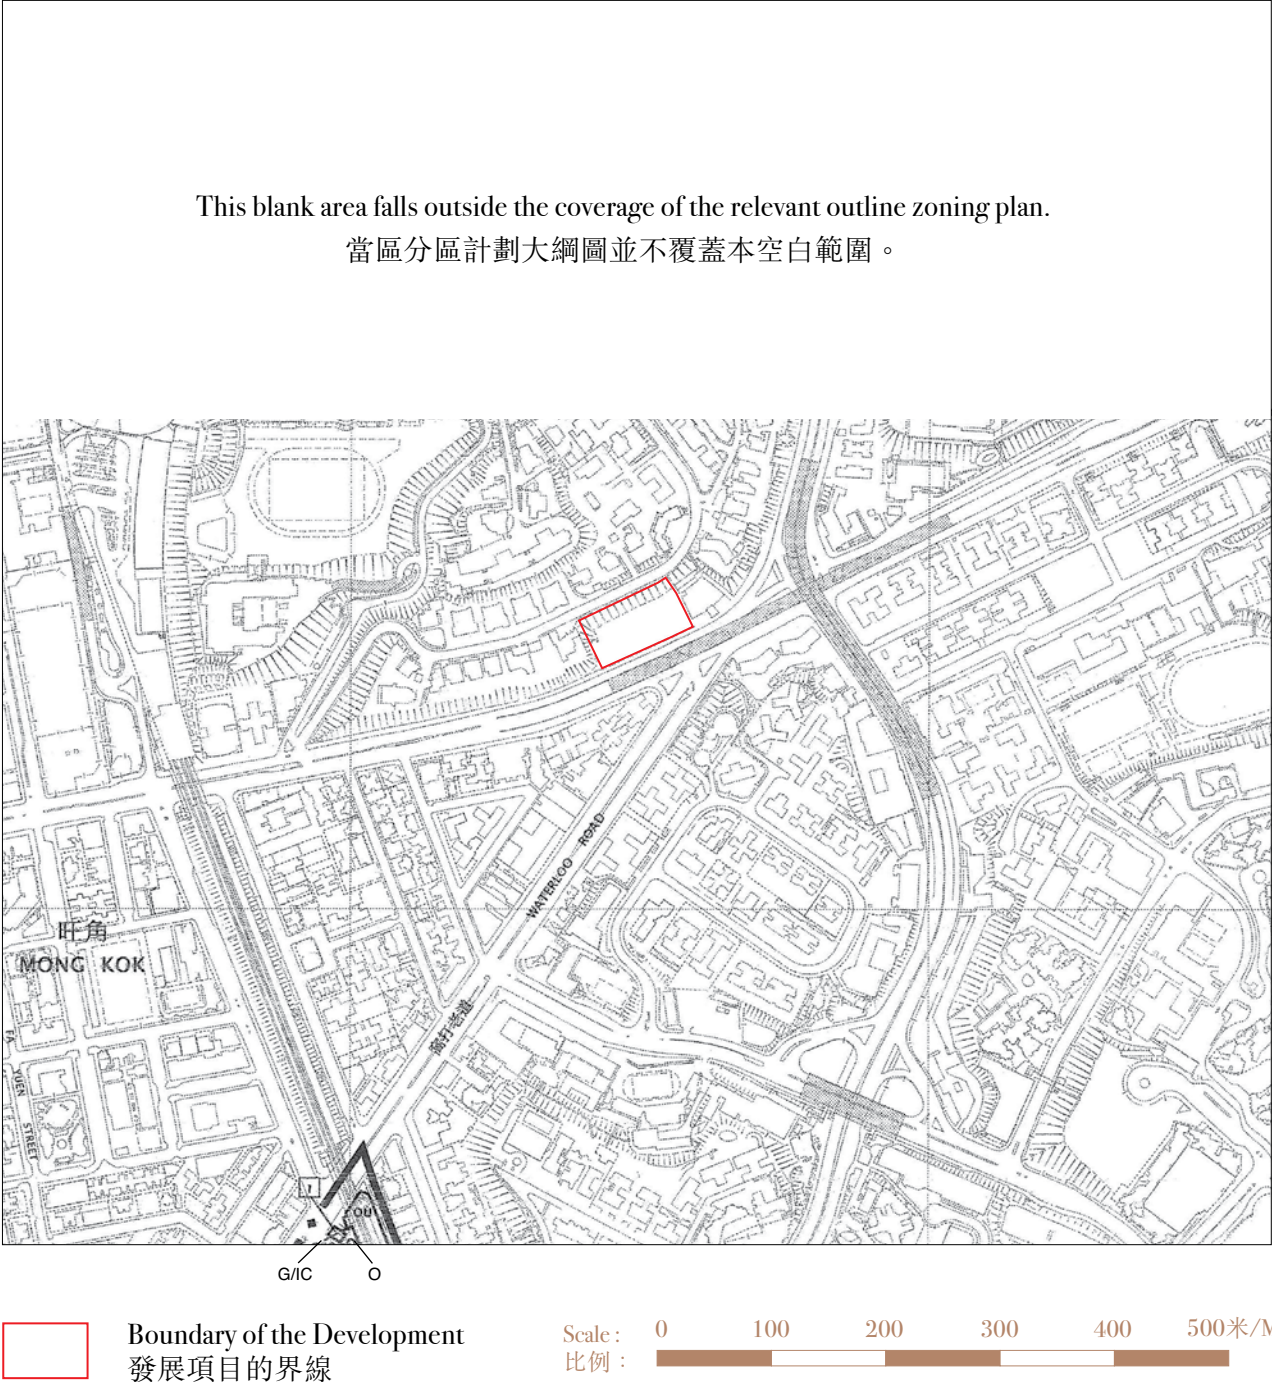 This blank area falls outside the coverage of the relevant outline zoning plan.
當區分區計劃大綱圖並不覆蓋本空白範圍。
WATERLOO ROAD
旺角
MONG KOK
窩打老道
FA
YUEN
STREET
1
OU
G/IC
O
Boundary of the Development
發展項目的界線
Scale : 0 100 200 300 400 500米/M
比例：